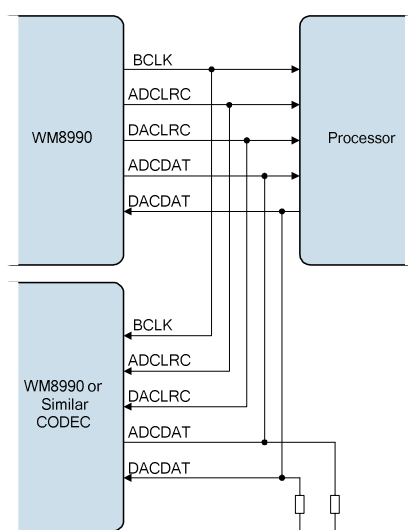 BCLK
ADCLRC
WM8990
DACLRC
Processor
ADCDAT
DACDAT
BCLK
ADCLRC
WM8990 or
Similar
CODEC
DACLRC
ADCDAT
DACDAT